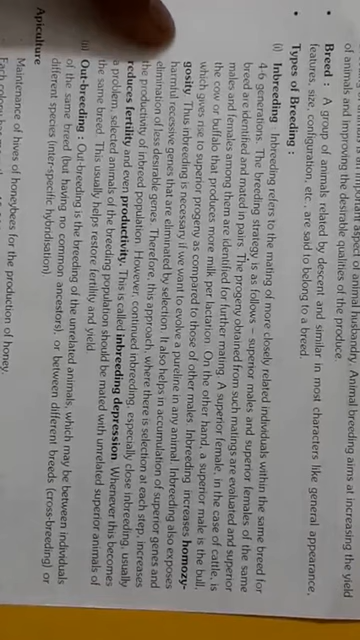 important aspect of animal husbandry. Animal breeding aims at increasing the yield
of animals and improving the desirable qualities of the produce.
• Breed : A group of animals related by descent and similar in most characters like general appearance,
features, size, configuration, etc., are said to belong to a breed.
• Types of Breeding :
(i) Inbreeding : Inbreeding refers to the mating of more closely related individuals within the same breed for
4-6 generations. The breeding strategy is as follows – superior males and superior females of the same
breed are identified and mated in pairs. The progeny obtained from such matings are evaluated and superior
males and females among them are identified for further mating. A superior female, in the case of cattle, is
the cow or buffalo that produces more milk per lactation. On the other hand, a superior male is the bull,
which gives rise to superior progeny as compared to those of other males. Inbreeding increases homozy-
gosity. Thus inbreeding is necessary if we want to evolve a pureline in any animal. Inbreeding also exposes
harmful recessive genes that are eliminated by selection. It also helps in accumulation of superior genes and
elimination of less desirable genes. Therefore, this approach, where there is selection at each step, increases
the productivity of inbred population. However, continued inbreeding, especially close inbreeding, usually
reduces fertility and even productivity. This is called inbreeding depression. Whenever this becomes
a problem, selected animals of the breeding population should be mated with unrelated superior animals of
the same breed. This usually helps restore fertility and yield.
(ii) Out-breeding : Out-breeding is the breeding of the unrelated animals, which may be between individuals
of the same breed (but having no common ancestors), or between different breeds (cross-breeding) or
different species (inter-specific hybridisation).
Apiculture
Maintenance of hives of honeybees for the production of honey.
Each colony has